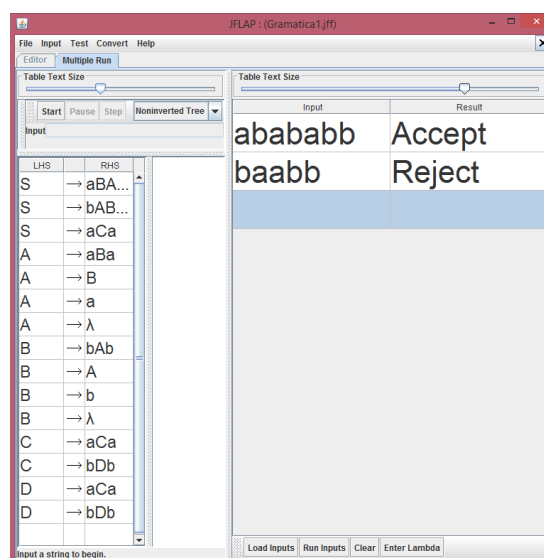 JFLAP : (Gramatica1.jff)
File Input Test Convert Help
Editor Multiple Run
Table Text Size
Start Pause Step Noninverted Tree
Input
LHS RHS
S → aBA...
S → bAB...
S → aCa
A → aBa
A → B
A → a
A → λ
B → bAb
B → A
B → b
B → λ
C → aCa
C → bDb
D → aCa
D → bDb
Input a string to begin.
Table Text Size
Input Result
abababb Accept
baabb Reject
Load Inputs Run Inputs Clear Enter Lambda